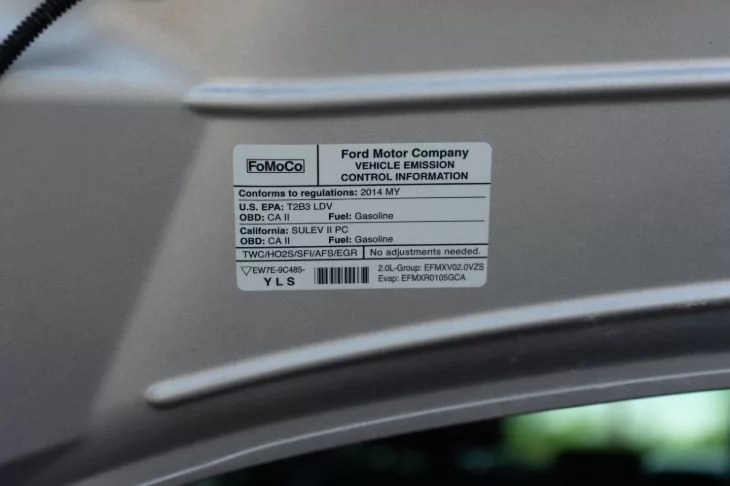 FoMoCo
Ford Motor Company
VEHICLE EMISSION
CONTROL INFORMATION
Conforms to regulations: 2014 MY
U.S. EPA: T2B3 LDV
OBD: CA II Fuel: Gasoline
California: SULEV II PC
OBD: CA II Fuel: Gasoline
TWC/HO2S/SFI/AFS/EGR No adjustments needed.
EW7E-9C485-
YLS
2.0L-Group: EFMXV02.0VZS
Evap: EFMXR0105GCA